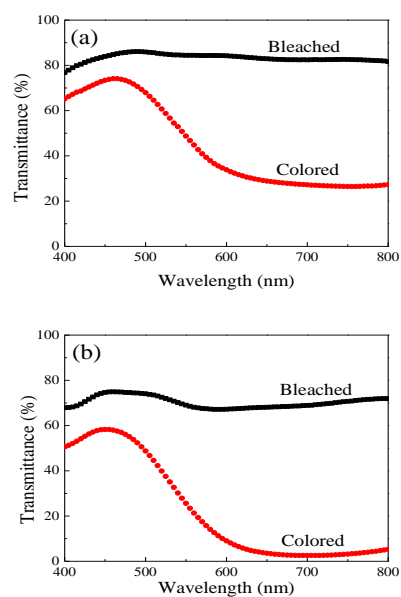 (a)
Bleached
Colored
Transmittance (%)
100
80
60
40
20
0
400 500 600 700 800
Wavelength (nm)
(b)
Bleached
Colored
Transmittance (%)
100
80
60
40
20
0
400 500 600 700 800
Wavelength (nm)